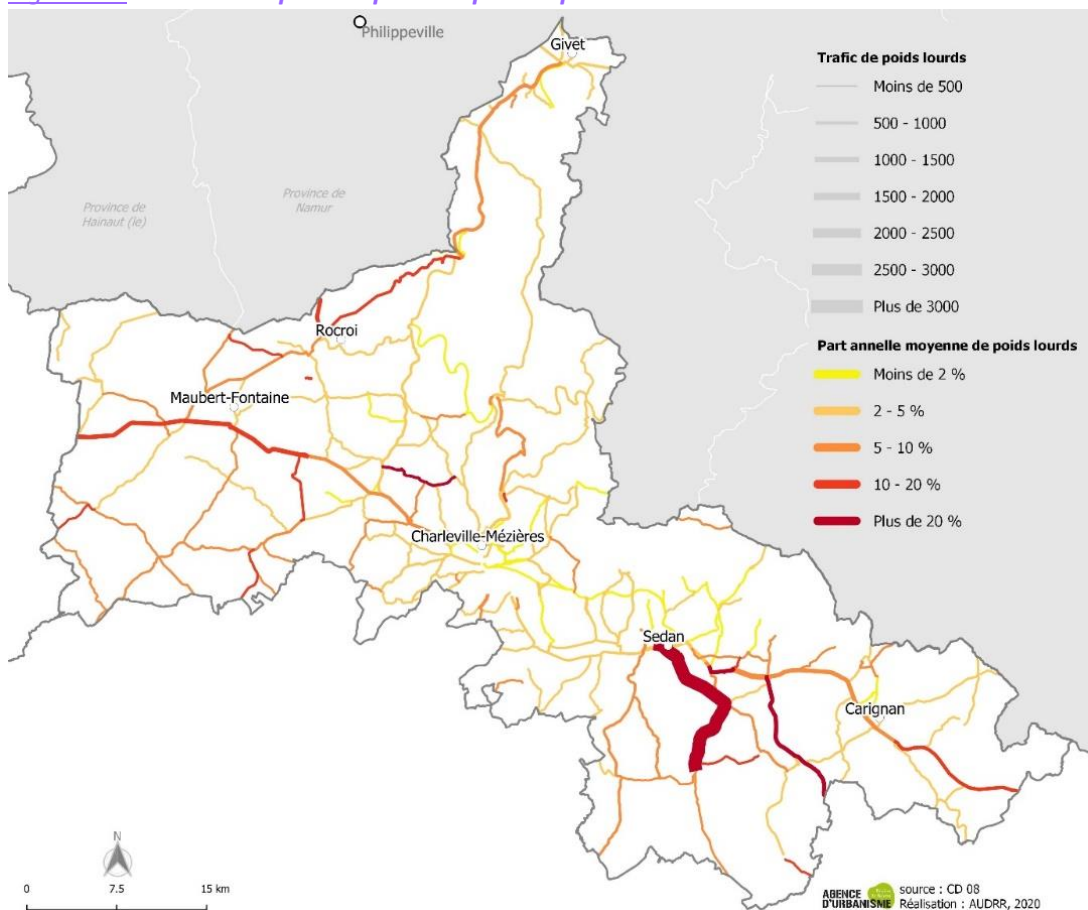 Philippeville
Givet
Province de
Hainaut (le)
Province de
Namur
Rocroi
Maubert-Fontaine
Charleville-Mézières
Sedan
Carignan
Trafic de poids lourds
Moins de 500
500 - 1000
1000 - 1500
1500 - 2000
2000 - 2500
2500 - 3000
Plus de 3000
Part annelle moyenne de poids lourds
Moins de 2 %
2 - 5 %
5 - 10 %
10 - 20 %
Plus de 20 %
N
0 7.5 15 km
AGENCE
D'URBANISME
source : CD 08
Réalisation : AUDRR, 2020